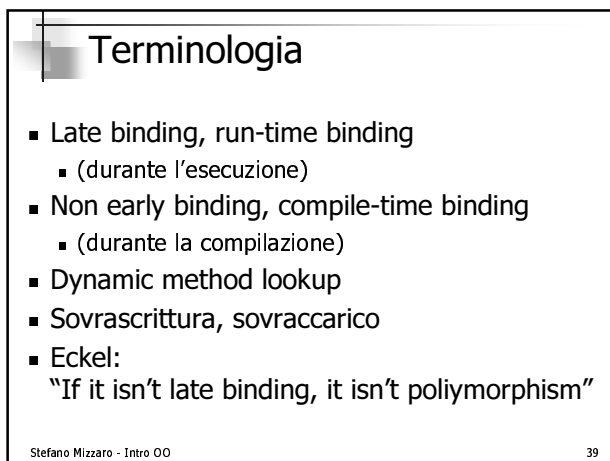 Terminologia
Late binding, run-time binding
(durante l'esecuzione)
Non early binding, compile-time binding
(durante la compilazione)
Dynamic method lookup
Sovrascrittura, sovraccarico
Eckel:
“If it isn't late binding, it isn't poliymorphism”
Stefano Mizzaro - Intro OO
39